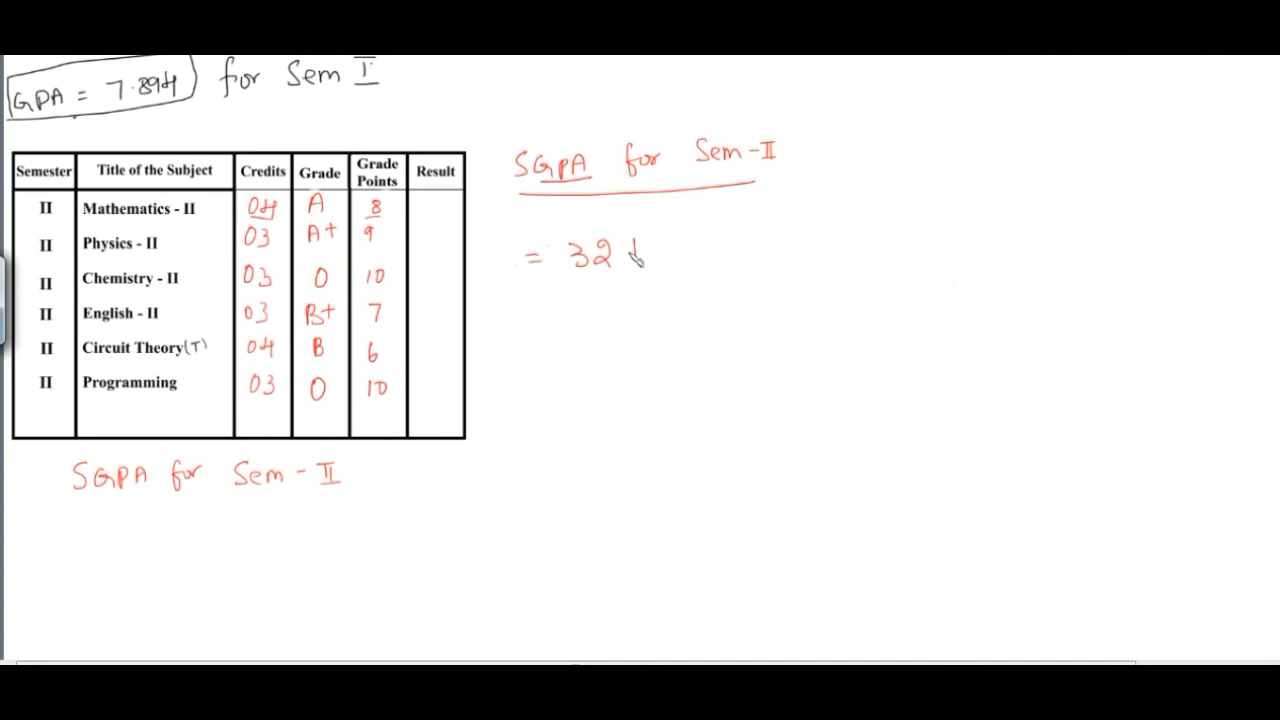 GPA = 7.894 for Sem I
Semester Title of the Subject Credits Grade Grade Points Result
II Mathematics - II 04 A 8
II Physics - II 03 A+ 9
II Chemistry - II 03 O 10
II English - II 03 B+ 7
II Circuit Theory (T) 04 B 6
II Programming 03 O 10
SGPA for Sem - II
SGPA for Sem - II
= 32